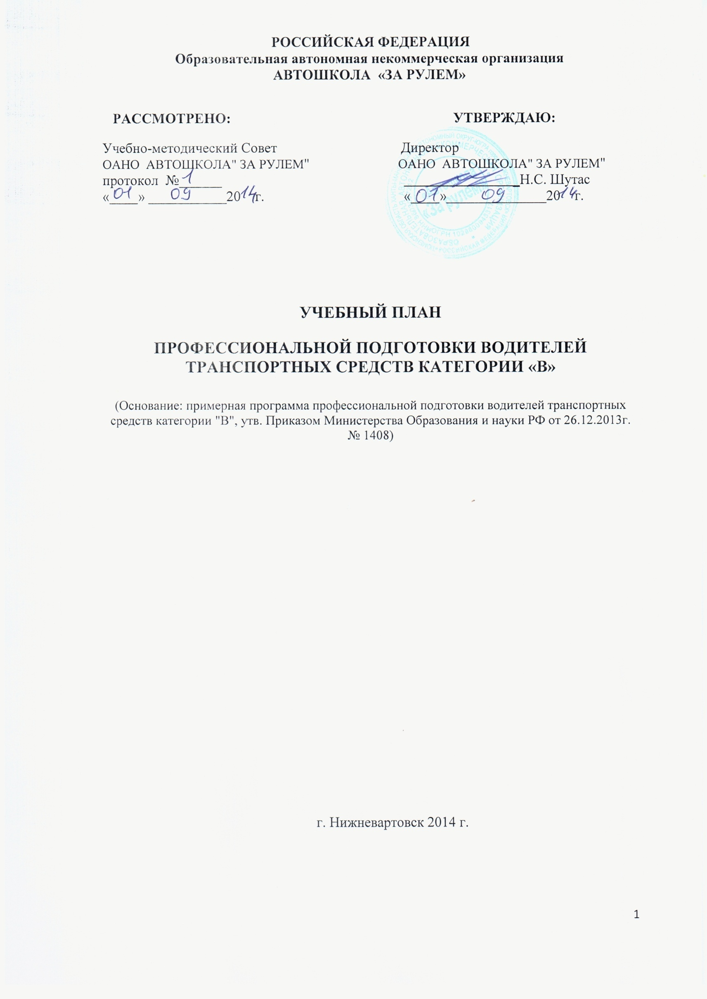 РОССИЙСКАЯ ФЕДЕРАЦИЯ
Образовательная автономная некоммерческая организация
АВТОШКОЛА «ЗА РУЛЕМ»
РАССМОТРЕНО:
Учебно-методический Совет
ОАНО АВТОШКОЛА" ЗА РУЛЕМ"
протокол №1
«01» 09 2014г.
УТВЕРЖДАЮ:
Директор
ОАНО АВТОШКОЛА" ЗА РУЛЕМ"
Н.С. Шутас
«01» 09 2014г.
«За рулем»
УЧЕБНЫЙ ПЛАН
ПРОФЕССИОНАЛЬНОЙ ПОДГОТОВКИ ВОДИТЕЛЕЙ
ТРАНСПОРТНЫХ СРЕДСТВ КАТЕГОРИИ «В»
(Основание: примерная программа профессиональной подготовки водителей транспортных
средств категории "В", утв. Приказом Министерства Образования и науки РФ от 26.12.2013г.
№ 1408)
г. Нижневартовск 2014 г.
1